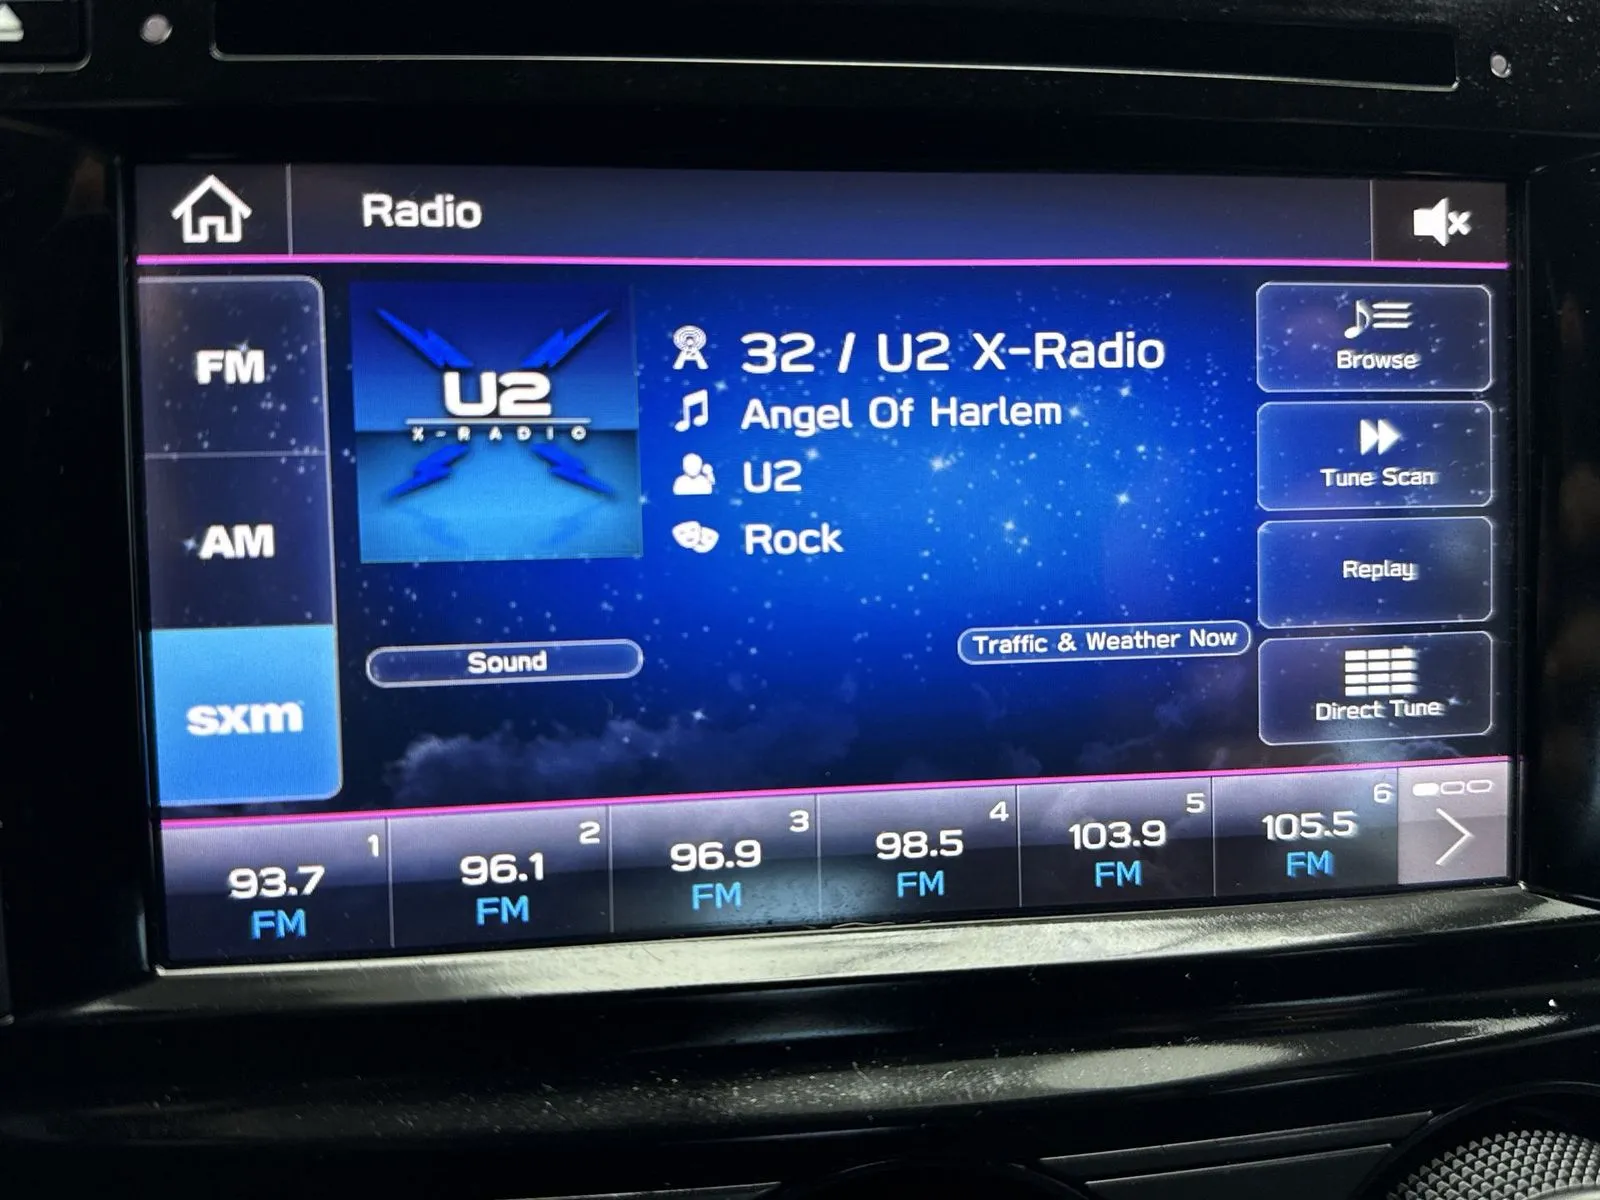 Radio
FM
AM
sxm
U2
X-RADIO
32 / U2 X-Radio
Angel Of Harlem
U2
Rock
Sound
Traffic & Weather Now
Browse
Tune Scan
Replay
Direct Tune
1
93.7
FM
2
96.1
FM
3
96.9
FM
4
98.5
FM
5
103.9
FM
6
105.5
FM